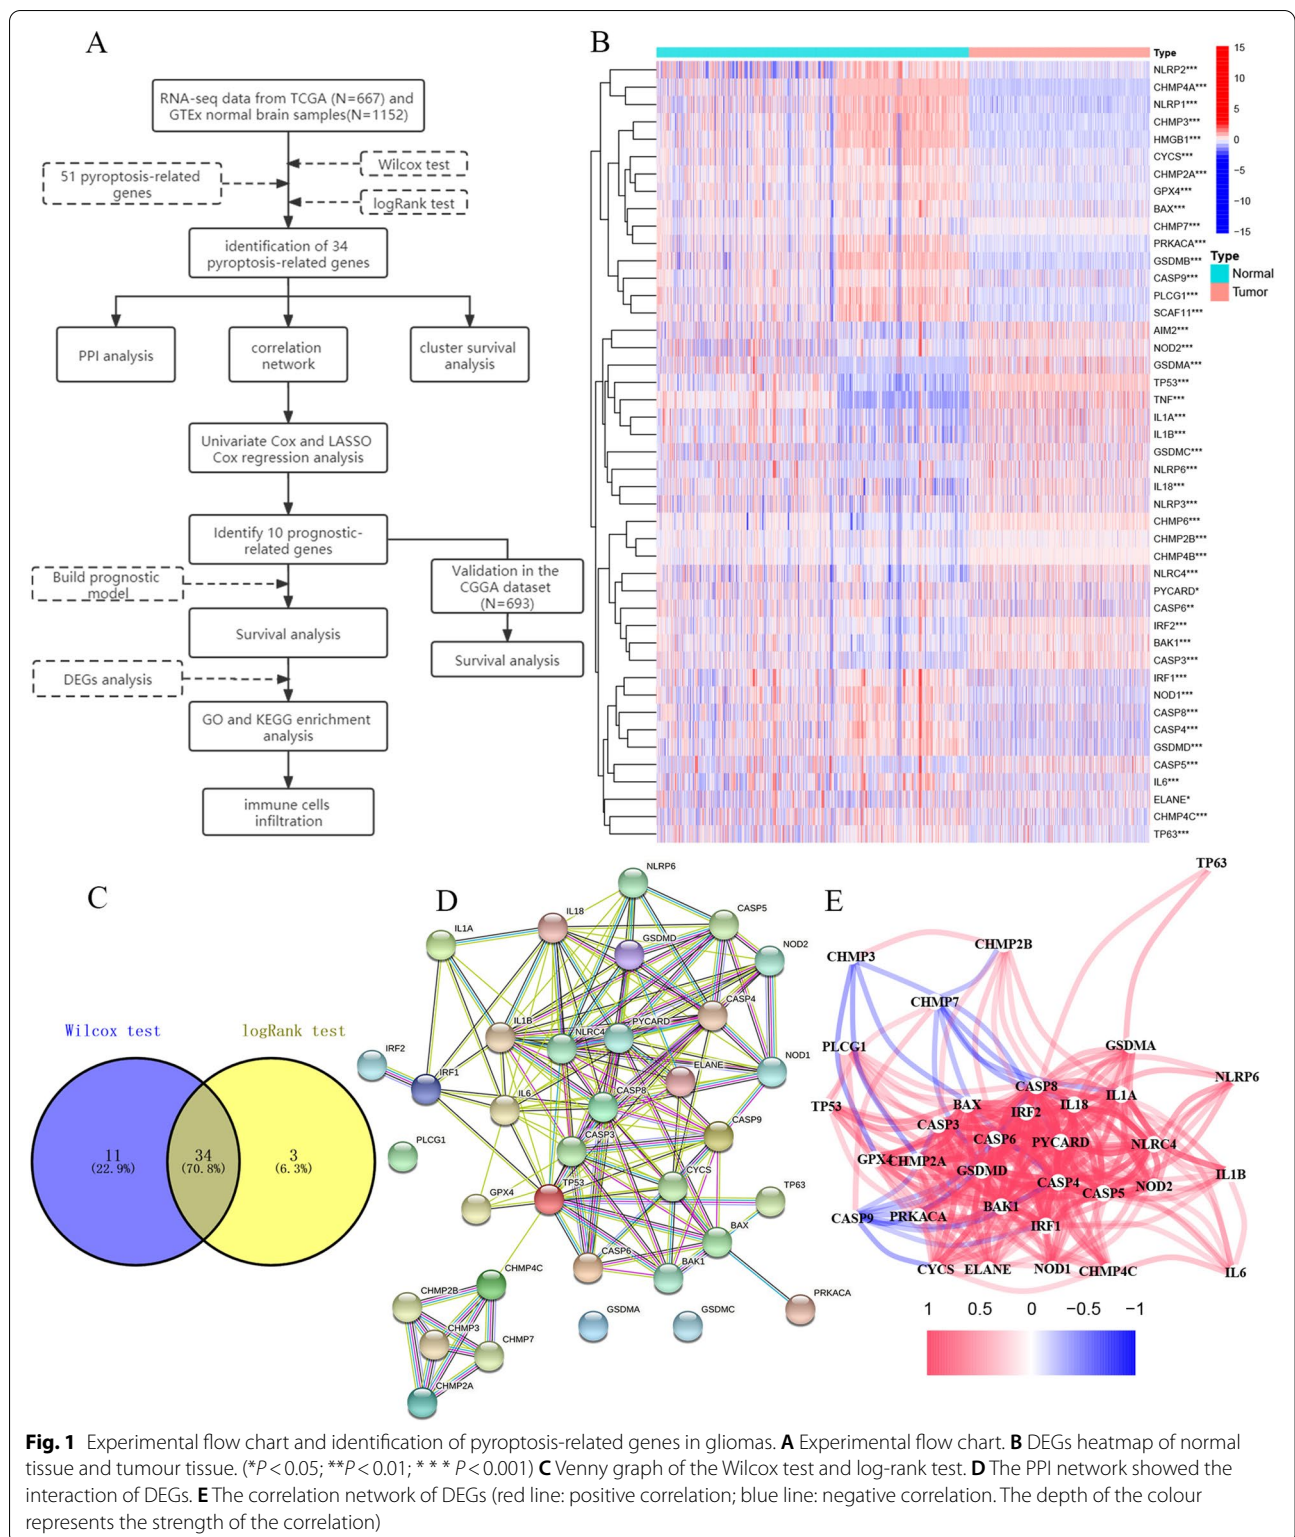 A
RNA-seq data from TCGA (N=667) and
GTEx normal brain samples(N=1152)
Wilcox test
51 pyroptosis-related
genes
logRank test
identification of 34
pyroptosis-related genes
PPI analysis
correlation
network
cluster survival
analysis
Univariate Cox and LASSO
Cox regression analysis
Identify 10 prognostic-
related genes
Build prognostic
model
Validation in the
CGGA dataset
(N=693)
Survival analysis
Survival analysis
DEGs analysis
GO and KEGG enrichment
analysis
immune cells
infiltration
B
Type
NLRP2***
CHMP4A***
NLRP1***
CHMP3***
HMGB1***
CYCS***
CHMP2A***
GPX4***
BAX***
CHMP7***
PRKACA***
GSDMB***
CASP9***
PLCG1***
SCAF11***
AIM2***
NOD2***
GSDMA***
TP53***
TNF***
IL1A***
IL1B***
GSDMC***
NLRP6***
IL18***
NLRP3***
CHMP6***
CHMP2B***
CHMP4B***
NLRC4***
PYCARD*
CASP6**
IRF2***
BAK1***
CASP3***
IRF1***
NOD1***
CASP8***
CASP4***
GSDMD***
CASP5***
IL6***
ELANE*
CHMP4C***
TP63***
15
10
5
0
−5
−10
−15
Type
Normal
Tumor
C
Wilcox test
logRank test
11
(22.9%)
34
(70.8%)
3
(6.3%)
D
NLRP6
IL18
CASP5
IL1A
GSDMD
NOD2
CASP4
IL1B
PYCARD
NLRC4
IRF2
ELANE
NOD1
IRF1
IL6
CASP8
CASP9
PLCG1
CASP3
CYCS
TP53
GPX4
TP63
BAX
CASP6
BAK1
CHMP4C
CHMP2B
PRKACA
GSDMA
GSDMC
CHMP3
CHMP7
CHMP2A
E
TP63
CHMP2B
CHMP3
CHMP7
PLCG1
GSDMA
NLRP6
CASP8
IL1A
TP53
BAX
IRF2
IL18
CASP3
CASP6
PYCARD
NLRC4
GPX4
CHMP2A
GSDMD
IL1B
CASP4
CASP5
NOD2
CASP9
PRKACA
BAK1
IRF1
CYCS
ELANE
NOD1
CHMP4C
IL6
1
0.5
0
−0.5
−1
Fig. 1 Experimental flow chart and identification of pyroptosis-related genes in gliomas. A Experimental flow chart. B DEGs heatmap of normal
tissue and tumour tissue. (*P < 0.05; **P < 0.01; * * * P < 0.001) C Venny graph of the Wilcox test and log-rank test. D The PPI network showed the
interaction of DEGs. E The correlation network of DEGs (red line: positive correlation; blue line: negative correlation. The depth of the colour
represents the strength of the correlation)